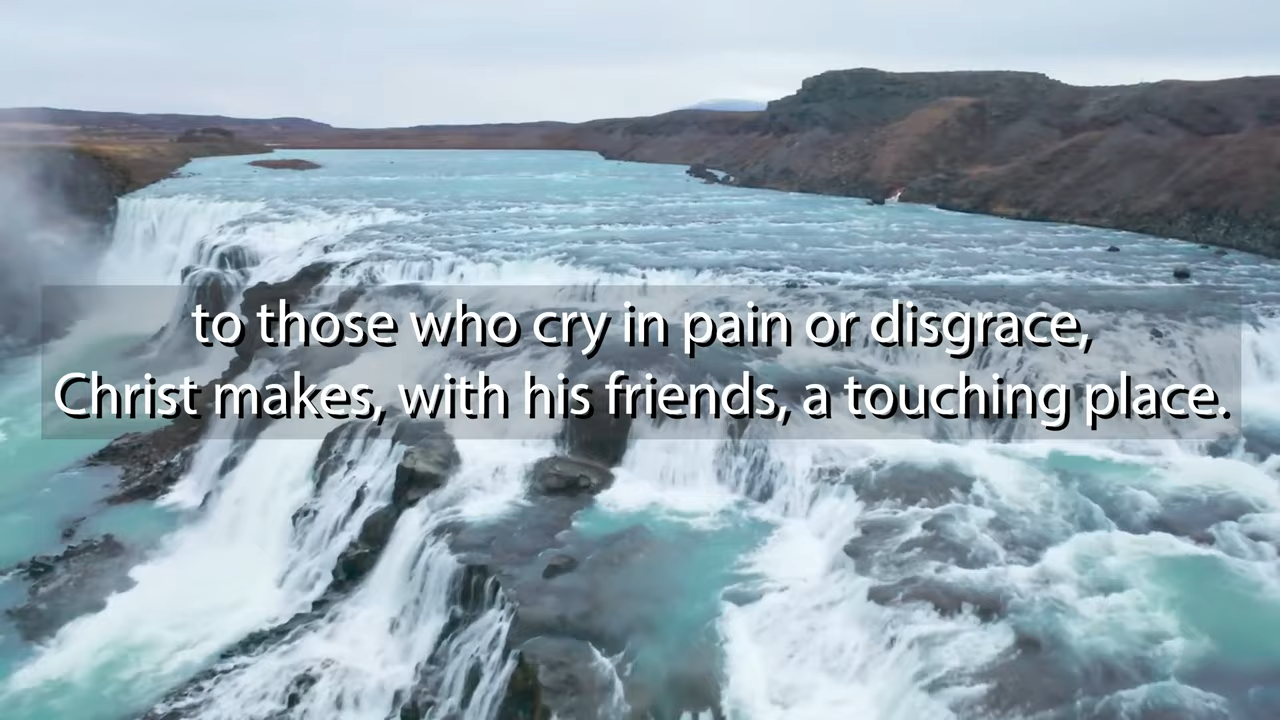 to those who cry in pain or disgrace,
Christ makes, with his friends, a touching place.